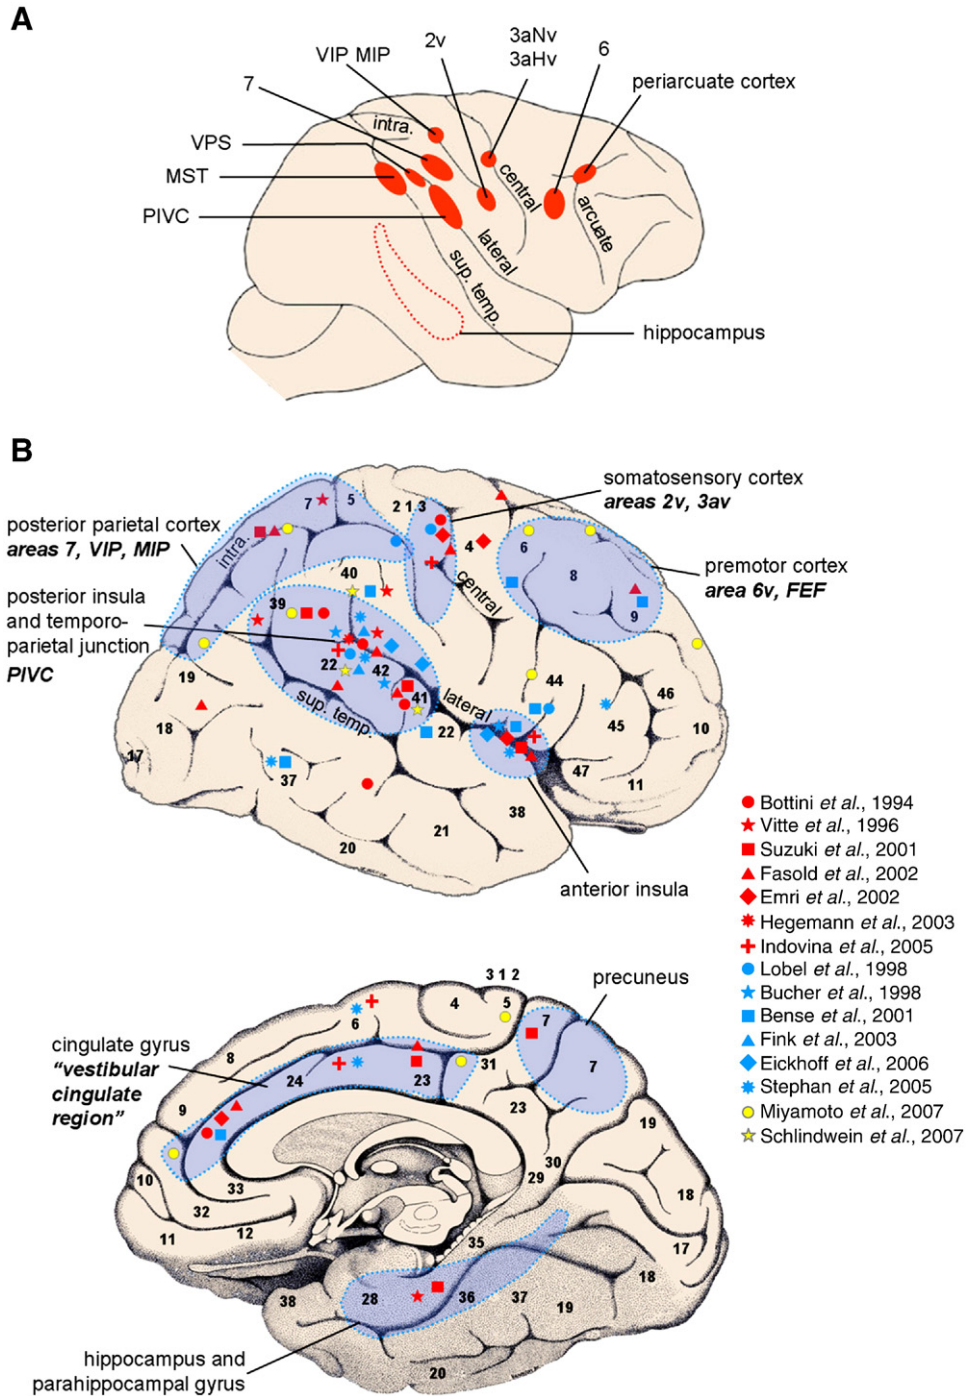 A
VIP MIP
2v
3aNv
3aHv
6
periarcuate cortex
7
intra.
VPS
MST
PIVC
central
arcuate
lateral
sup. temp.
hippocampus
B
somatosensory cortex
areas 2v, 3av
posterior parietal cortex
areas 7, VIP, MIP
posterior insula
and temporo-
parietal junction
PIVC
premotor cortex
area 6v, FEF
7
5
2 1 3
intra.
4
6
8
9
40
central
39
22
42
41
sup. temp.
lateral
22
44
45
46
10
19
18
17
37
47
11
38
21
20
anterior insula
Bottini et al., 1994
Vitte et al., 1996
Suzuki et al., 2001
Fasold et al., 2002
Emri et al., 2002
Hegemann et al., 2003
Indovina et al., 2005
Lobel et al., 1998
Bucher et al., 1998
Bense et al., 2001
Fink et al., 2003
Eickhoff et al., 2006
Stephan et al., 2005
Miyamoto et al., 2007
Schlindwein et al., 2007
precuneus
3 1 2
4
5
6
7
7
cingulate gyrus
"vestibular
cingulate
region"
8
24
23
31
9
23
19
10
33
32
12
11
30
29
18
17
35
18
28
36
37
19
38
20
hippocampus and
parahippocampal gyrus